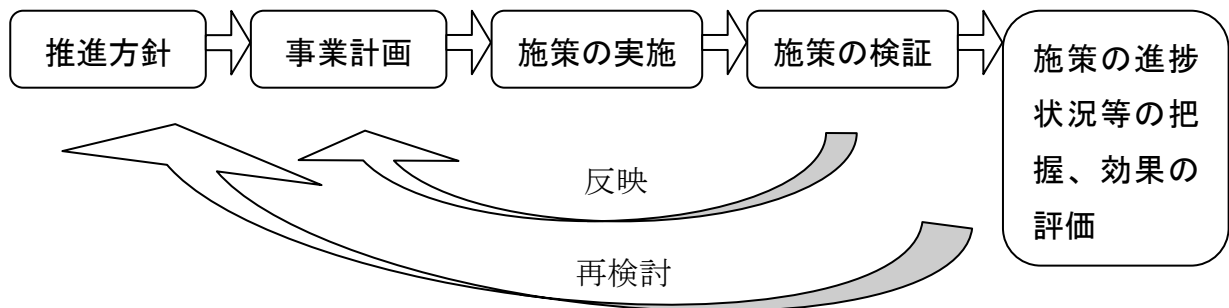 推進方針
事業計画
施策の実施
施策の検証
施策の進捗
状況等の把
握、効果の
評価
反映
再検討